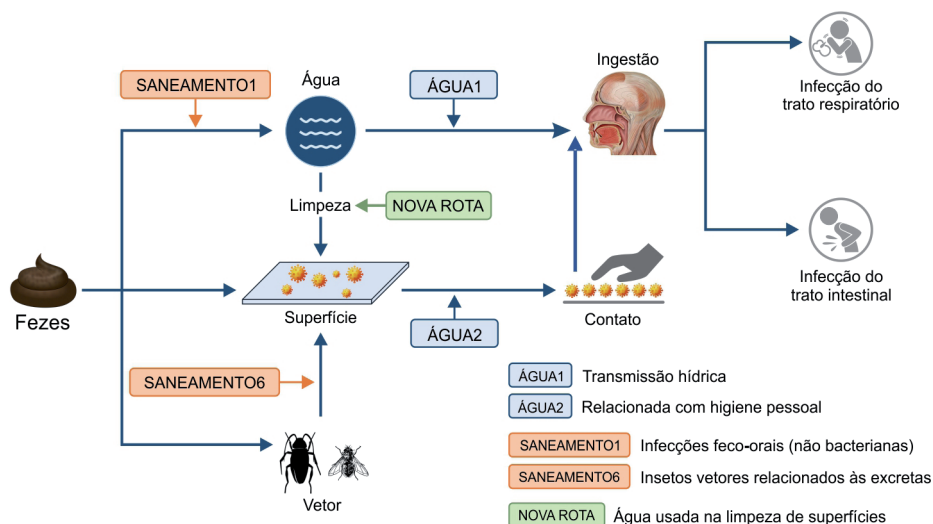 SANEAMENTO1
Água
ÁGUA1
Ingestão
Infecção do
trato respiratório
Limpeza
NOVA ROTA
Fezes
Superfície
ÁGUA2
Contato
Infecção do
trato intestinal
SANEAMENTO6
Vetor
ÁGUA1 Transmissão hídrica
ÁGUA2 Relacionada com higiene pessoal
SANEAMENTO1 Infecções feco-orais (não bacterianas)
SANEAMENTO6 Insetos vetores relacionados às excretas
NOVA ROTA Água usada na limpeza de superfícies